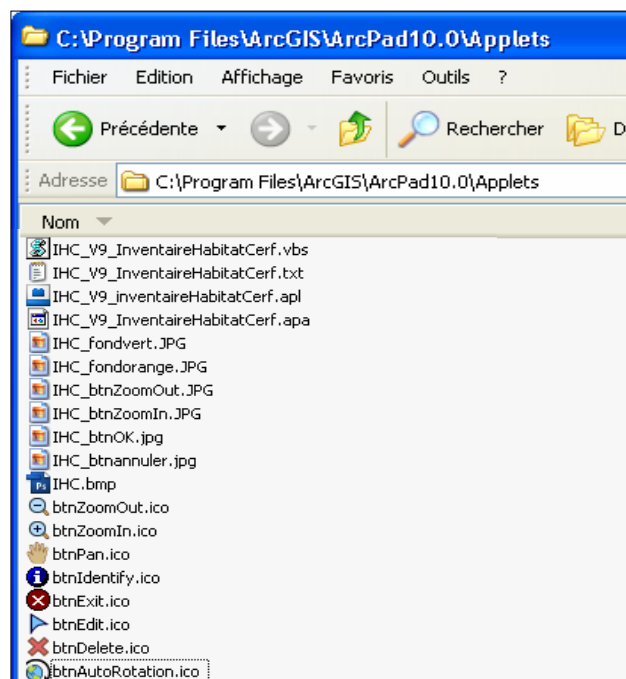 C:\Program Files\ArcGIS\ArcPad10.0\Applets
Fichier Edition Affichage Favoris Outils ?
Précédente Rechercher D
Adresse C:\Program Files\ArcGIS\ArcPad10.0\Applets
Nom
IHC_V9_InventaireHabitatCerf.vbs
IHC_V9_InventaireHabitatCerf.txt
IHC_V9_inventaireHabitatCerf.apl
IHC_V9_InventaireHabitatCerf.apa
IHC_fondvert.JPG
IHC_fondorange.JPG
IHC_btnZoomOut.JPG
IHC_btnZoomIn.JPG
IHC_btnOK.jpg
IHC_btnannuler.jpg
IHC.bmp
btnZoomOut.ico
btnZoomIn.ico
btnPan.ico
btnIdentify.ico
btnExit.ico
btnEdit.ico
btnDelete.ico
btnAutoRotation.ico